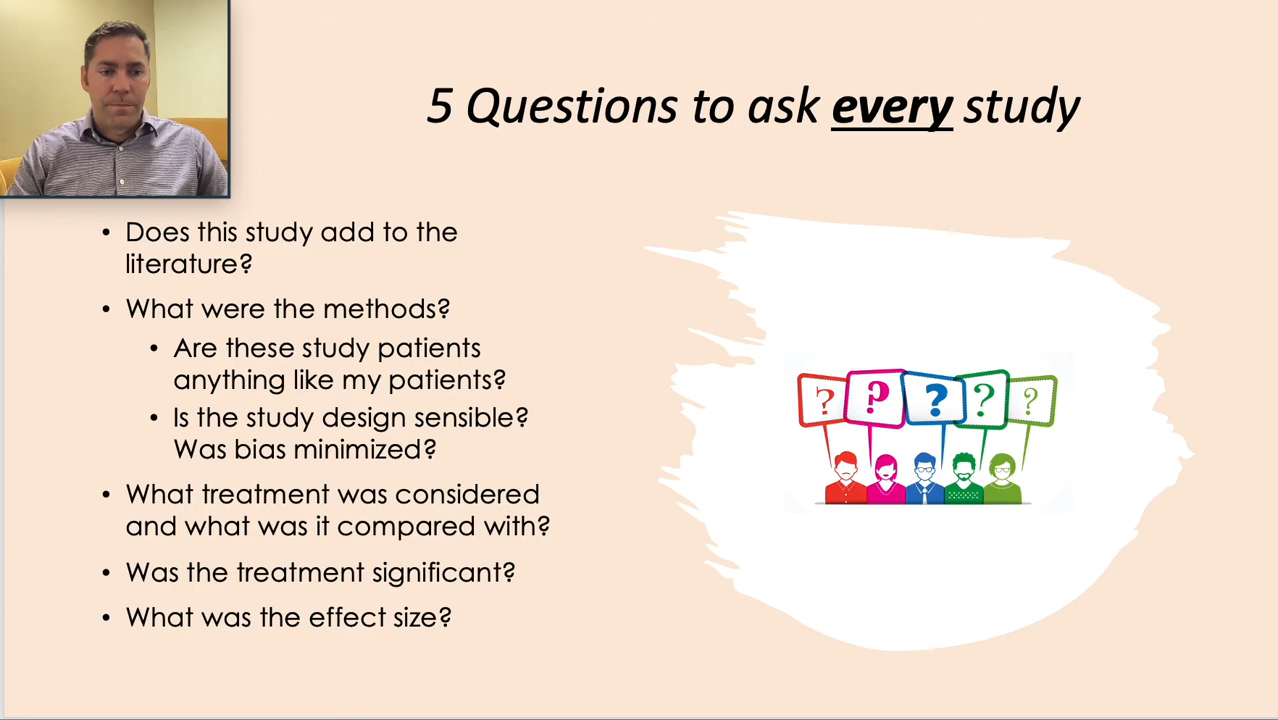 5 Questions to ask every study
• Does this study add to the
literature?
• What were the methods?
• Are these study patients
anything like my patients?
• Is the study design sensible?
Was bias minimized?
• What treatment was considered
and what was it compared with?
• Was the treatment significant?
• What was the effect size?
? ? ? ? ?